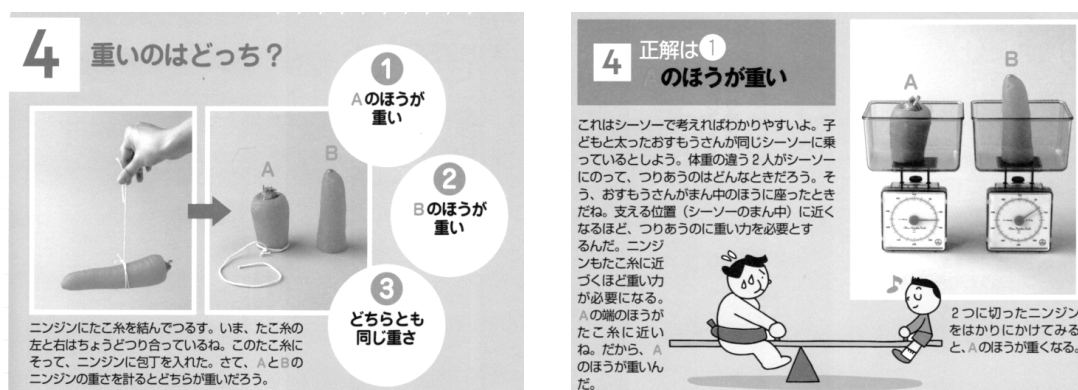 4
重いのはどっち？
1
Aのほうが
重い
2
Bのほうが
重い
3
どちらとも
同じ重さ
A
B
ニンジンにたこ糸を結んでつるす。いま、たこ糸の
左と右はちょうどつり合っているね。このたこ糸に
そって、ニンジンに包丁を入れた。さて、AとBの
ニンジンの重さを計るとどちらが重いだろう。
4
正解は1
Aのほうが重い
これはシーソーで考えればわかりやすいよ。子
どもと太ったおすもうさんが同じシーソーに乗
っているとしよう。体重の違う2人がシーソー
にのって、つりあうのはどんなときだろう。そ
う、おすもうさんがまん中のほうに座ったとき
だね。支える位置（シーソーのまん中）に近く
なるほど、つりあうのに重い力を必要とす
るんだ。ニンジ
ンもたこ糸に近
づくほど重い力
が必要になる。
Aの端のほうが
たこ糸に近い
ね。だから、A
のほうが重いん
だ。
A
B
2つに切ったニンジン
をはかりにかけてみる
と、Aのほうが重くなる。